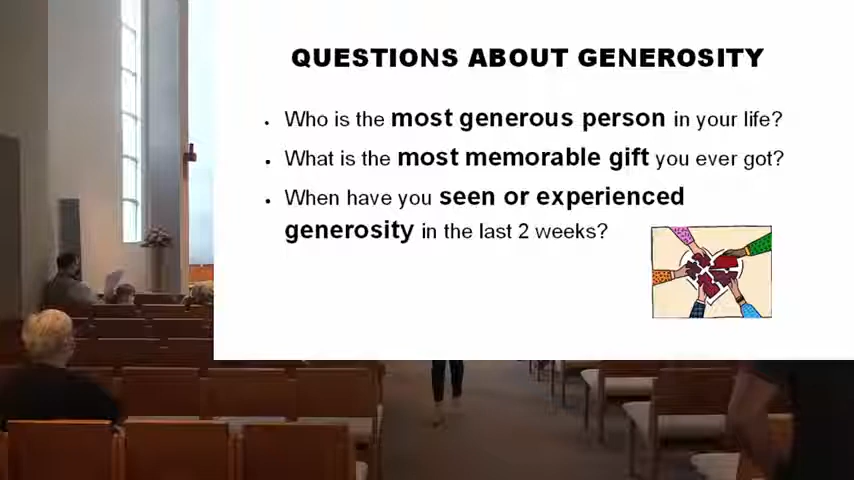 QUESTIONS ABOUT GENEROSITY
• Who is the most generous person in your life?
• What is the most memorable gift you ever got?
• When have you seen or experienced
generosity in the last 2 weeks?